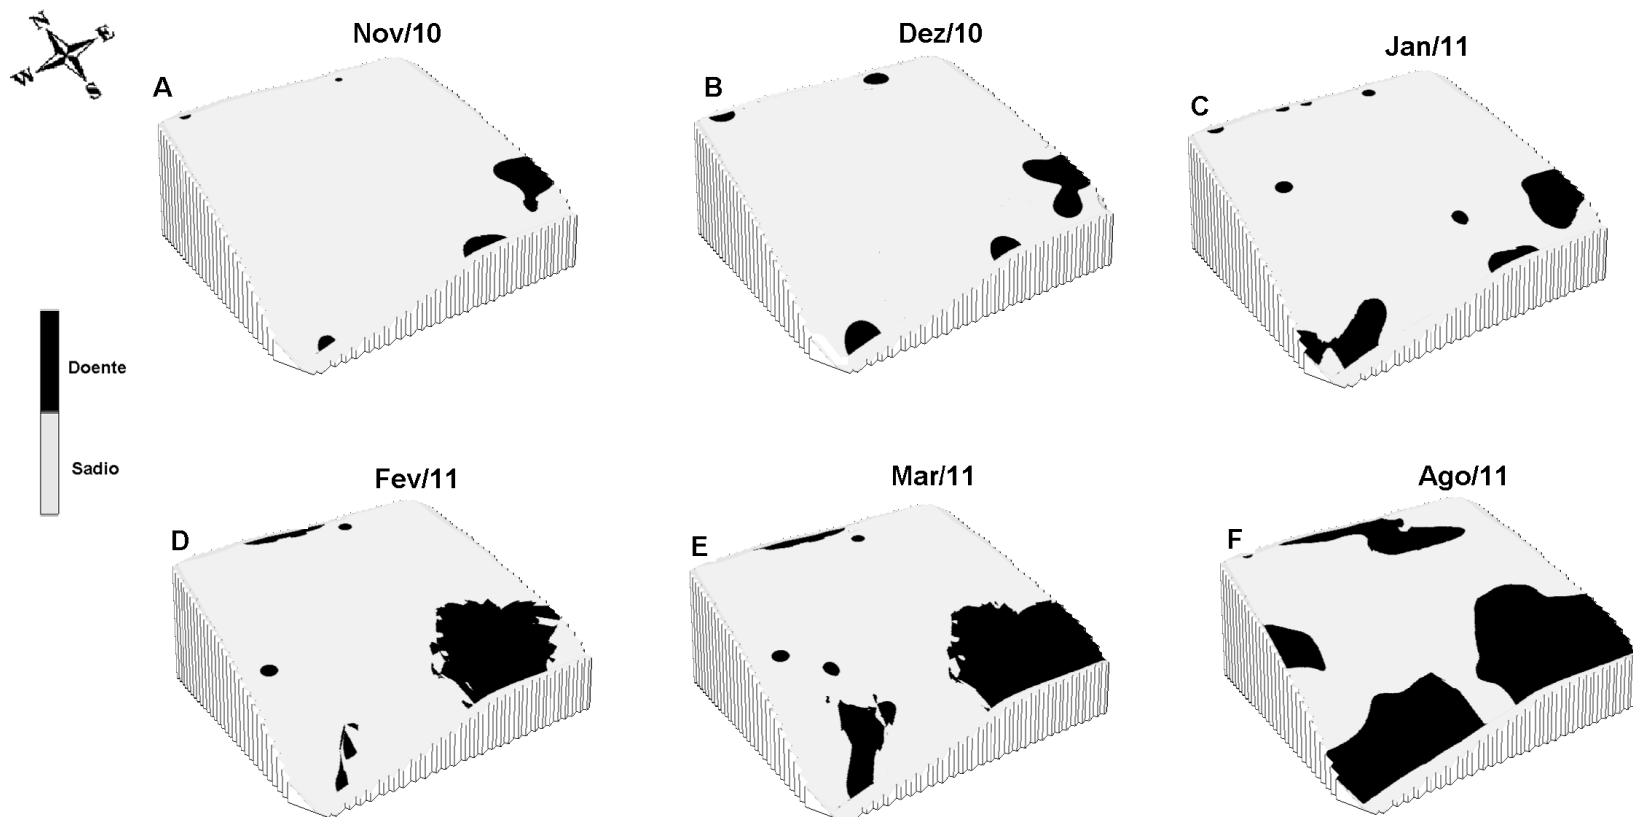 N
E
W
S
Nov/10
Dez/10
Jan/11
A
B
C
Doente
Sadio
Fev/11
Mar/11
Ago/11
D
E
F